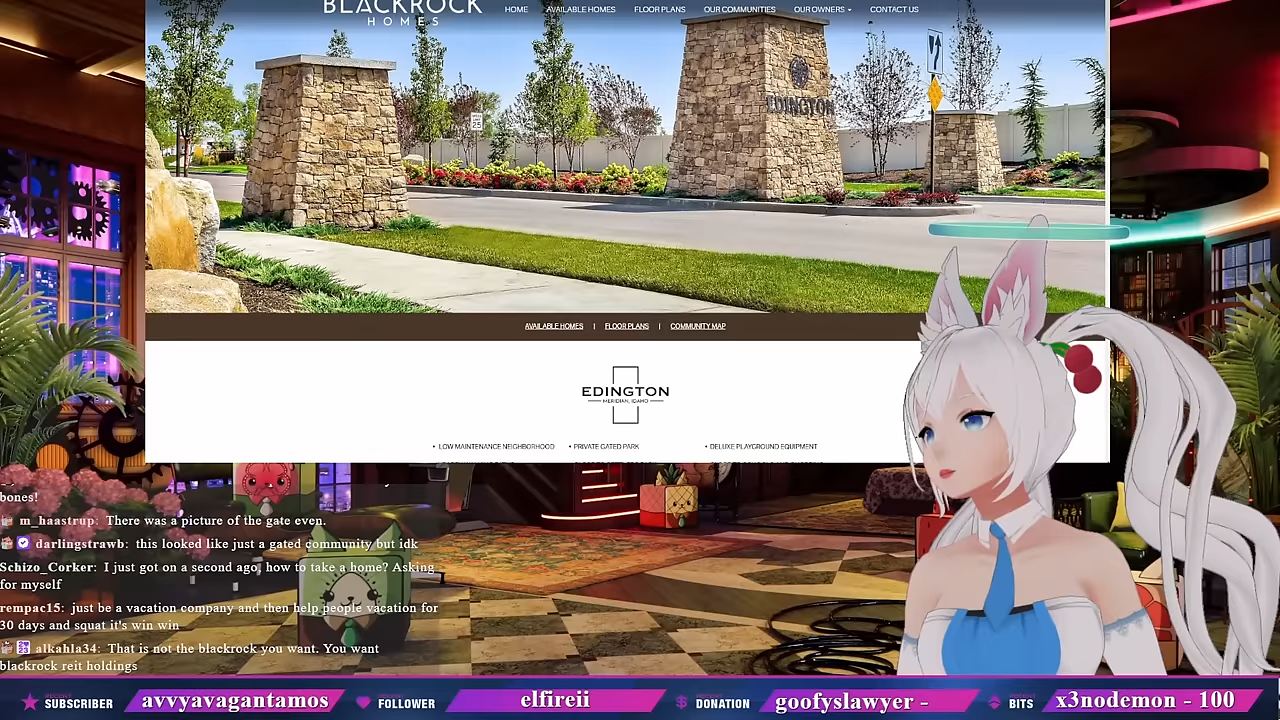 BLACKROCK
HOMES
HOME AVAILABLE HOMES FLOOR PLANS OUR COMMUNITIES OUR OWNERS CONTACT US
EDINGTON
AVAILABLE HOMES | FLOOR PLANS | COMMUNITY MAP
EDINGTON
MERIDIAN, IDAHO
• LOW MAINTENANCE NEIGHBORHOOD • PRIVATE GATED PARK • DELUXE PLAYGROUND EQUIPMENT
bones!
m_haastrup: There was a picture of the gate even.
darlingstrawb: this looked like just a gated community but idk
Schizo_Corker: I just got on a second ago, how to take a home? Asking
for myself
rempac15: just be a vacation company and then help people vacation for
30 days and squat it's win win
alkahla34: That is not the blackrock you want. You want
blackrock reit holdings
SUBSCRIBER avvyavagantamos FOLLOWER elfireii DONATION goofyslawyer - BITS x3nodemon - 100